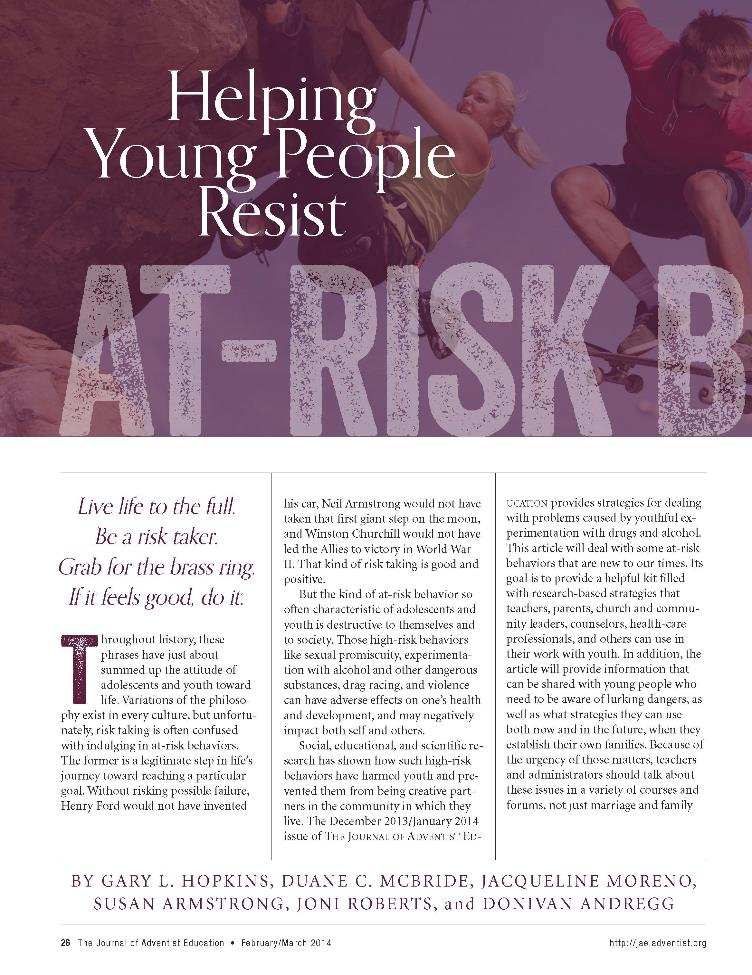 Helping
Young People
Resist
AT-RISK B
Live life to the full.
Be a risk taker.
Grab for the brass ring.
If it feels good, do it.
Throughout history, these
phrases have just about
summed up the attitude of
adolescents and youth toward
life. Variations of the philoso-
phy exist in every culture, but unfortu-
nately, risk taking is often confused
with indulging in at-risk behaviors.
The former is a legitimate step in life's
journey toward reaching a particular
goal. Without risking possible failure,
Henry Ford would not have invented
his car, Neil Armstrong would not have
taken that first giant step on the moon,
and Winston Churchill would not have
led the Allies to victory in World War
II. That kind of risk taking is good and
positive.
But the kind of at-risk behavior so
often characteristic of adolescents and
youth is destructive to themselves and
to society. Those high-risk behaviors
like sexual promiscuity, experimenta-
tion with alcohol and other dangerous
substances, drag racing, and violence
can have adverse effects on one's health
and development, and may negatively
impact both self and others.
Social, educational, and scientific re-
search has shown how such high-risk
behaviors have harmed youth and pre-
vented them from being creative part-
ners in the community in which they
live. The December 2013/January 2014
issue of THE JOURNAL OF ADVENTIST ED-
UCATION provides strategies for dealing
with problems caused by youthful ex-
perimentation with drugs and alcohol.
This article will deal with some at-risk
behaviors that are new to our times. Its
goal is to provide a helpful kit filled
with research-based strategies that
teachers, parents, church and commu-
nity leaders, counselors, health-care
professionals, and others can use in
their work with youth. In addition, the
article will provide information that
can be shared with young people who
need to be aware of lurking dangers, as
well as what strategies they can use
both now and in the future, when they
establish their own families. Because of
the urgency of those matters, teachers
and administrators should talk about
these issues in a variety of courses and
forums, not just marriage and family
BY GARY L. HOPKINS, DUANE C. MCBRIDE, JACQUELINE MORENO,
SUSAN ARMSTRONG, JONI ROBERTS, and DONIVAN ANDREGG
26 The Journal of Adventist Education • February/March 2014
http://jae.adventist.org